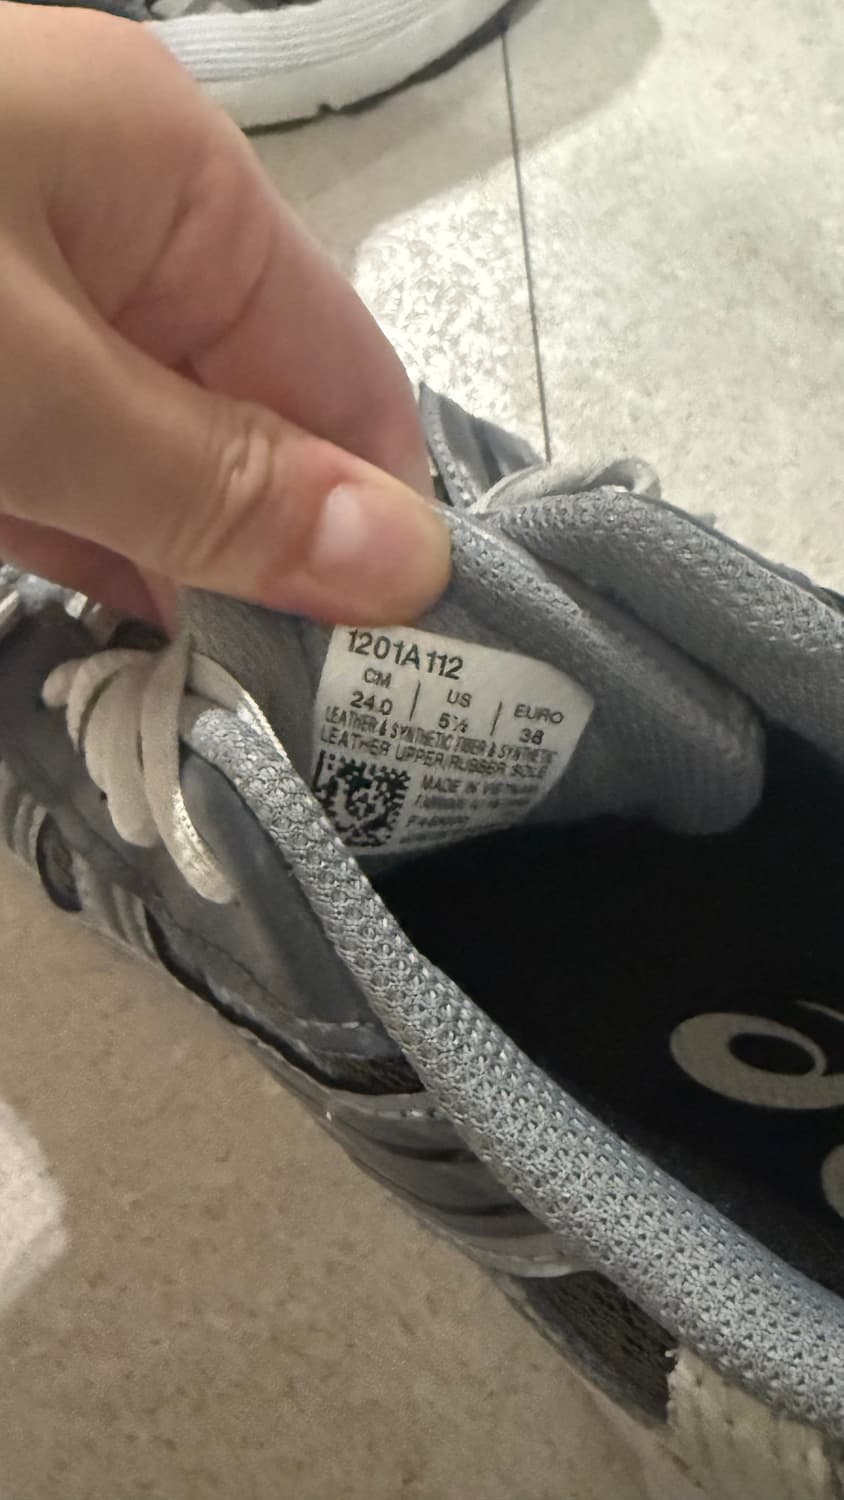 1201A112
CM | US | EURO
24.0 | 5½ | 38
LEATHER & SYNTHETIC FIBER & SYNTHETIC
LEATHER UPPER/RUBBER SOLE
MADE IN VIETNAM